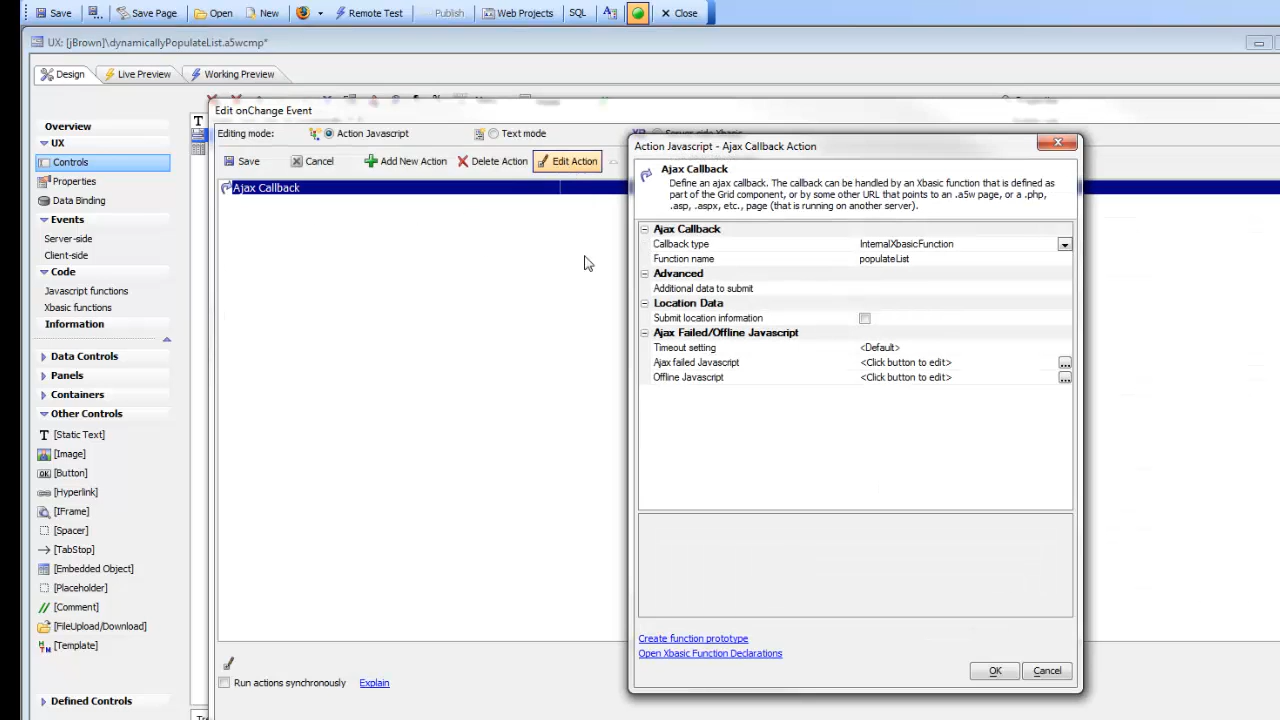 Save Save Page Open New Remote Test Publish Web Projects SQL Close
UX: [jBrown]\dynamicallyPopulateList.a5wcmp*
Design Live Preview Working Preview
Overview
UX
Controls
Properties
Data Binding
Events
Server-side
Client-side
Code
Javascript functions
Xbasic functions
Information
Data Controls
Panels
Containers
Other Controls
[Static Text]
[Image]
[Button]
[Hyperlink]
[IFrame]
[Spacer]
[TabStop]
[Embedded Object]
[Placeholder]
[Comment]
[FileUpload/Download]
[Template]
Defined Controls
Edit onChange Event
Editing mode: Action Javascript Text mode
Save Cancel Add New Action Delete Action Edit Action
Ajax Callback
Run actions synchronously Explain
Action Javascript - Ajax Callback Action
Ajax Callback
Define an ajax callback. The callback can be handled by an Xbasic function that is defined as
part of the Grid component, or by some other URL that points to an .a5w page, or a .php,
.asp, .aspx, etc., page (that is running on another server).
Ajax Callback
Callback type InternalXbasicFunction
Function name populateList
Advanced
Additional data to submit
Location Data
Submit location information
Ajax Failed/Offline Javascript
Timeout setting <Default>
Ajax failed Javascript <Click button to edit>
Offline Javascript <Click button to edit>
Create function prototype
Open Xbasic Function Declarations
OK Cancel